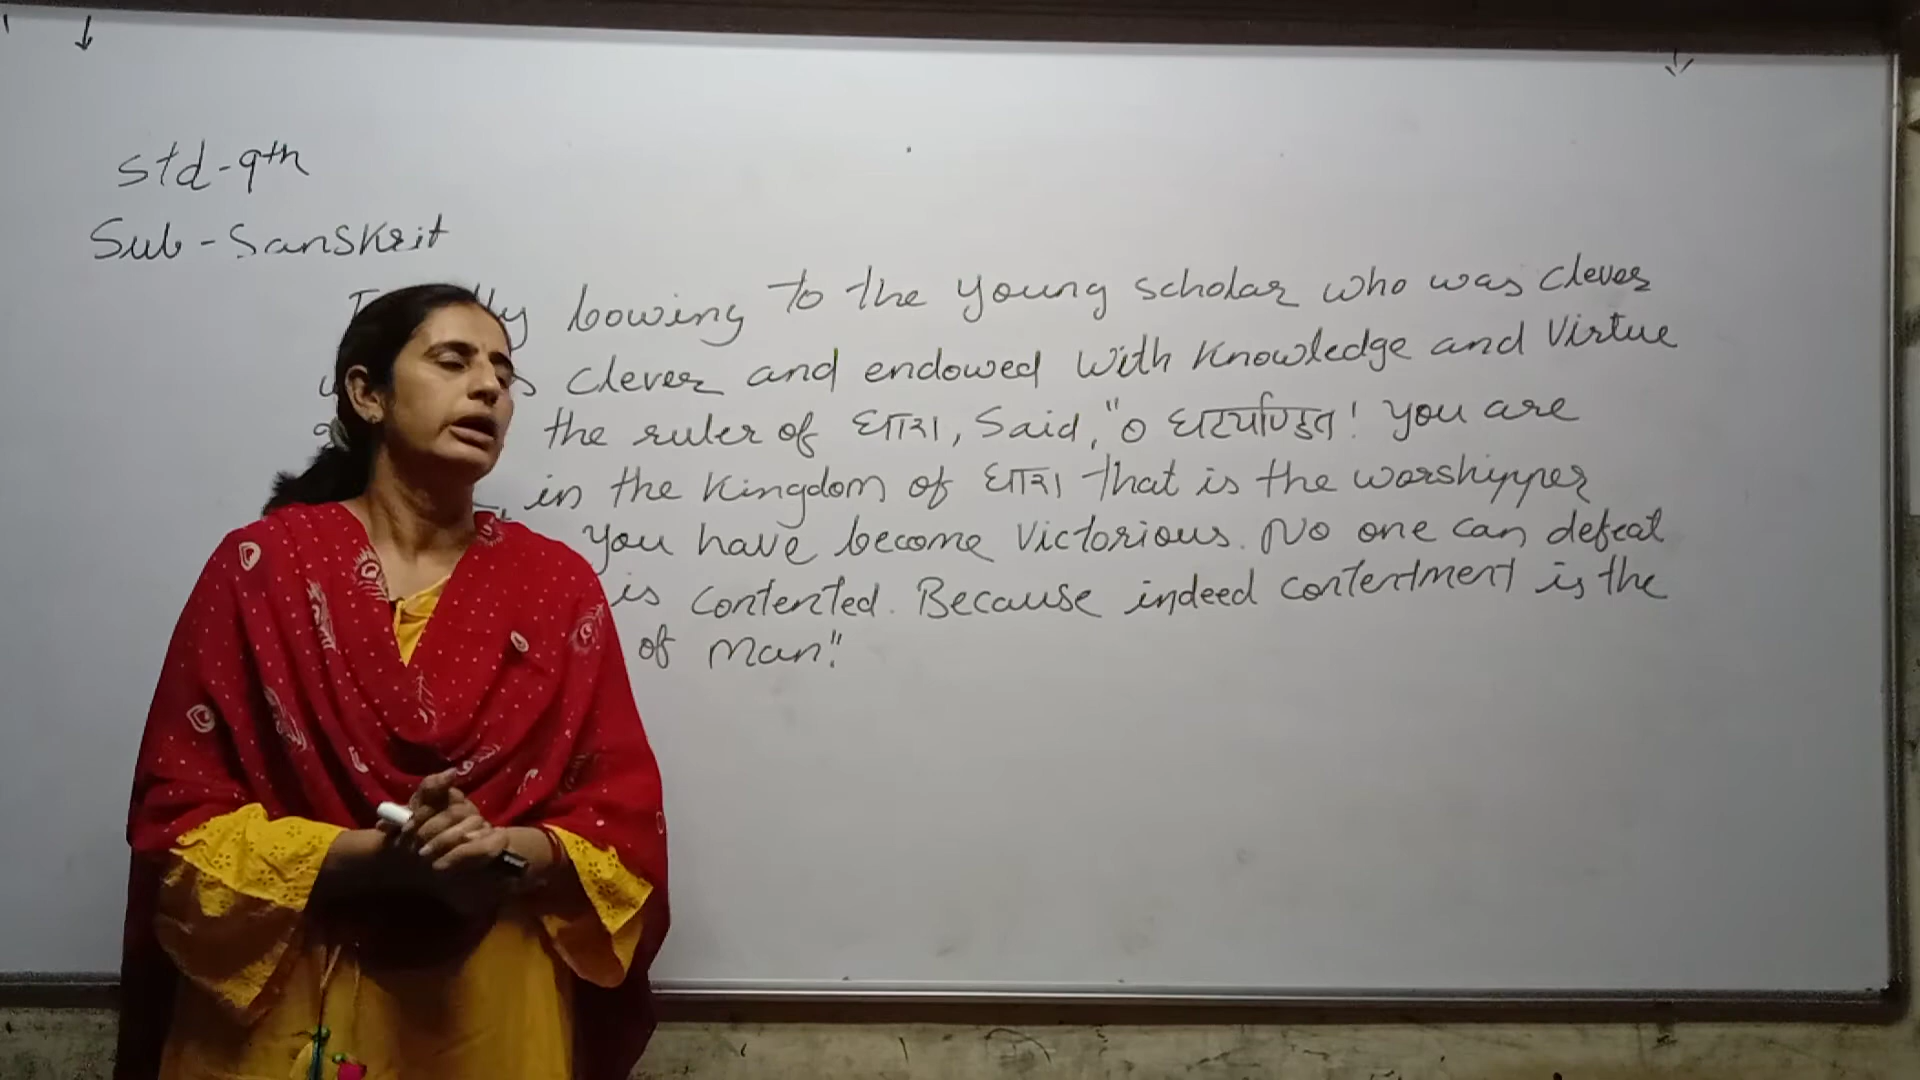 Std-9th
Sub-Sanskrit
bowing to the young scholar who was clever
clever and endowed with knowledge and virtue
the ruler of धारा, Said, "O घटपण्डित! you are
in the kingdom of धारा that is the worshipper
you have become victorious. No one can defeat
is contented. Because indeed contentment is the
of man."